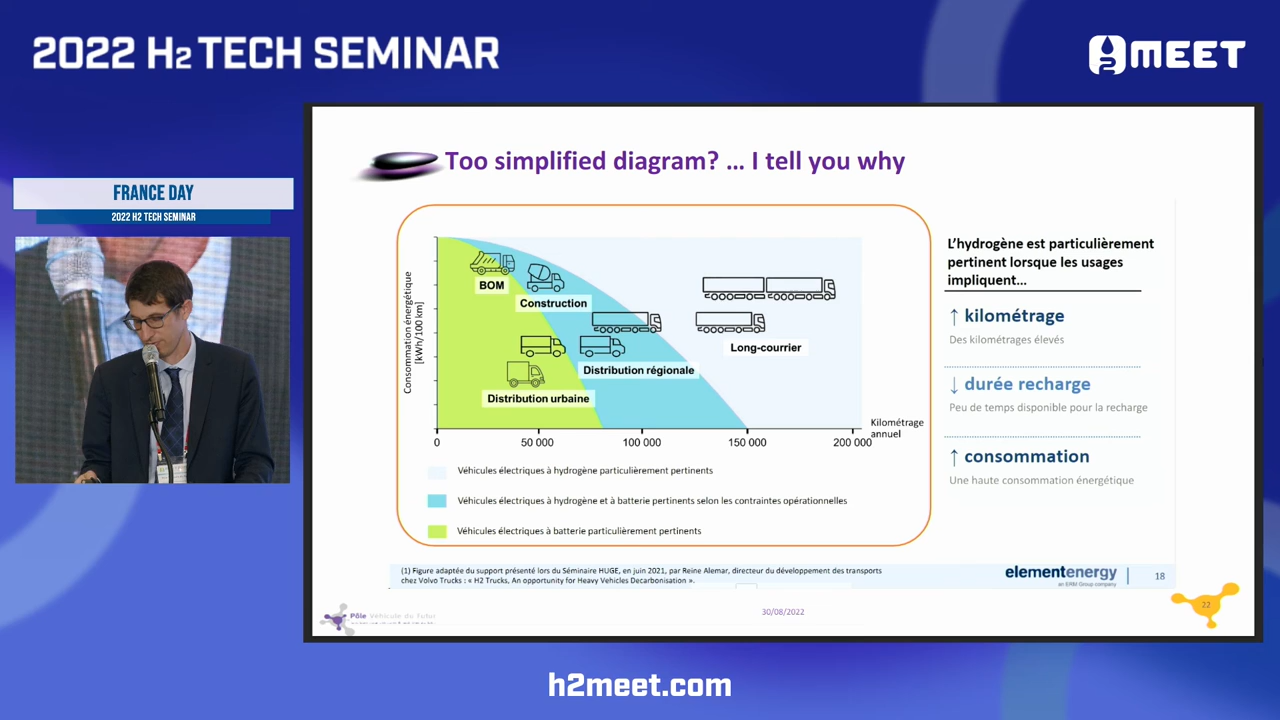 2022 H2 TECH SEMINAR
2 MEET
FRANCE DAY
2022 H2 TECH SEMINAR
Too simplified diagram? ... I tell you why
Consommation énergétique
[kWh/100 km]
BOM
Construction
Long-courrier
Distribution régionale
Distribution urbaine
Kilométrage
annuel
0
50 000
100 000
150 000
200 000
Véhicules électriques à hydrogène particulièrement pertinents
Véhicules électriques à hydrogène et à batterie pertinents selon les contraintes opérationnelles
Véhicules électriques à batterie particulièrement pertinents
L'hydrogène est particulièrement
pertinent lorsque les usages
impliquent...
↑ kilométrage
Des kilométrages élevés
↓ durée recharge
Peu de temps disponible pour la recharge
↑ consommation
Une haute consommation énergétique
(1) Figure adaptée du support présenté lors du Séminaire HUGE, en juin 2021, par Reine Alemar, directeur du développement des transports
chez Volvo Trucks : « H2 Trucks, An opportunity for Heavy Vehicles Decarbonisation ».
elementenergy
an ERM Group company
18
Pôle Véhicule du Futur
30/08/2022
22
h2meet.com